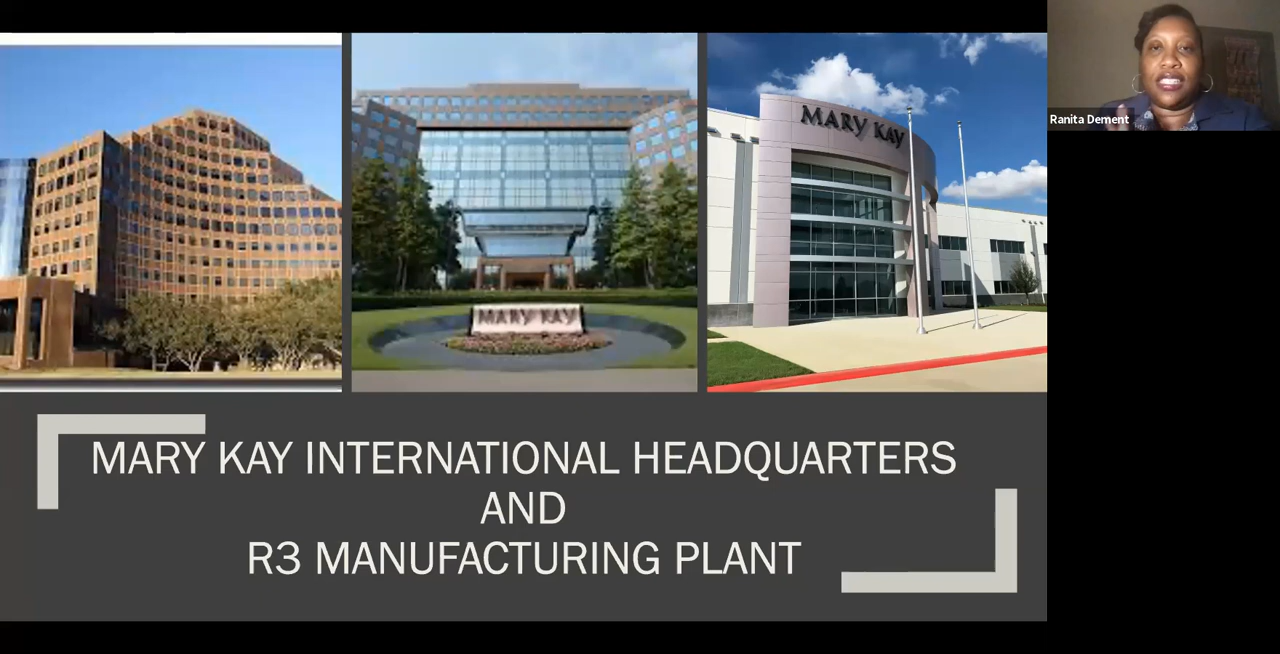 MARY KAY
MARY KAY
Ranita Dement
MARY KAY INTERNATIONAL HEADQUARTERS
AND
R3 MANUFACTURING PLANT